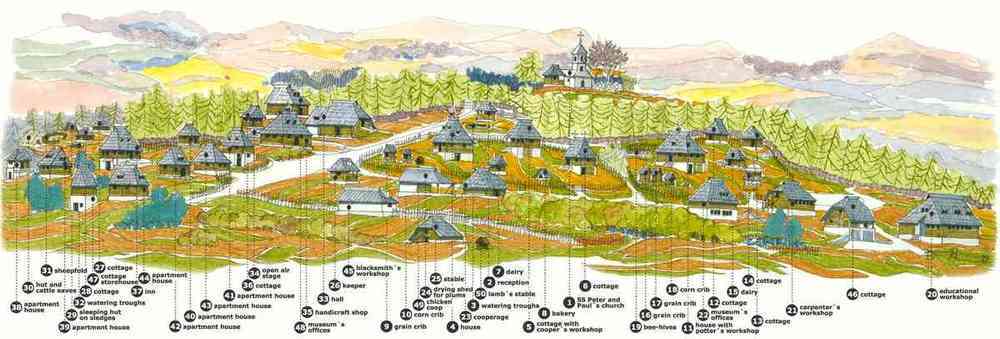 38 apartment
house
30 hut and
cattle eaves
31 sheepfold
39 apartment house
29 sleeping hut
on sledges
32 watering troughs
28 cottage
47 cottage
storehouse
27 cottage
37 inn
44 apartment
house
42 apartment house
40 apartment house
43 apartment house
41 apartment house
36 cottage
34 open air
stage
48 museum's
offices
35 handicraft shop
33 hall
26 keeper
45 blacksmith's
workshop
9 grain crib
10 corn crib
49 chicken
coop
24 drying shed
for plums
25 stable
4 house
23 cooperage
3 watering troughs
50 lamb's stable
2 reception
7 dairy
5 cottage with
cooper's workshop
8 bakery
1 SS Peter and
Paul's church
6 cottage
19 bee-hives
16 grain crib
17 grain crib
18 corn crib
11 house with
potter's workshop
22 museum's
offices
12 cottage
15 dairy
14 cottage
13 cottage
21 carpenter's
workshop
46 cottage
20 educational
workshop